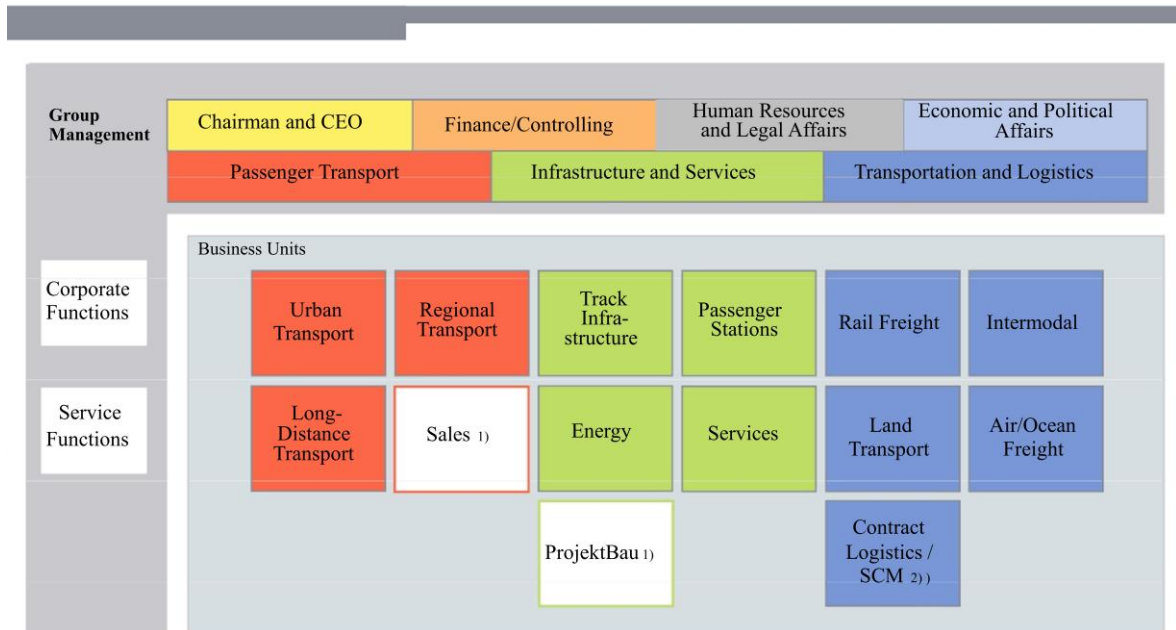 Group
Management
Chairman and CEO
Finance/Controlling
Human Resources
and Legal Affairs
Economic and Political
Affairs
Passenger Transport
Infrastructure and Services
Transportation and Logistics
Business Units
Corporate
Functions
Urban
Transport
Regional
Transport
Track
Infra-
structure
Passenger
Stations
Rail Freight
Intermodal
Service
Functions
Long-
Distance
Transport
Sales 1)
Energy
Services
Land
Transport
Air/Ocean
Freight
ProjektBau 1)
Contract
Logistics /
SCM 2) )